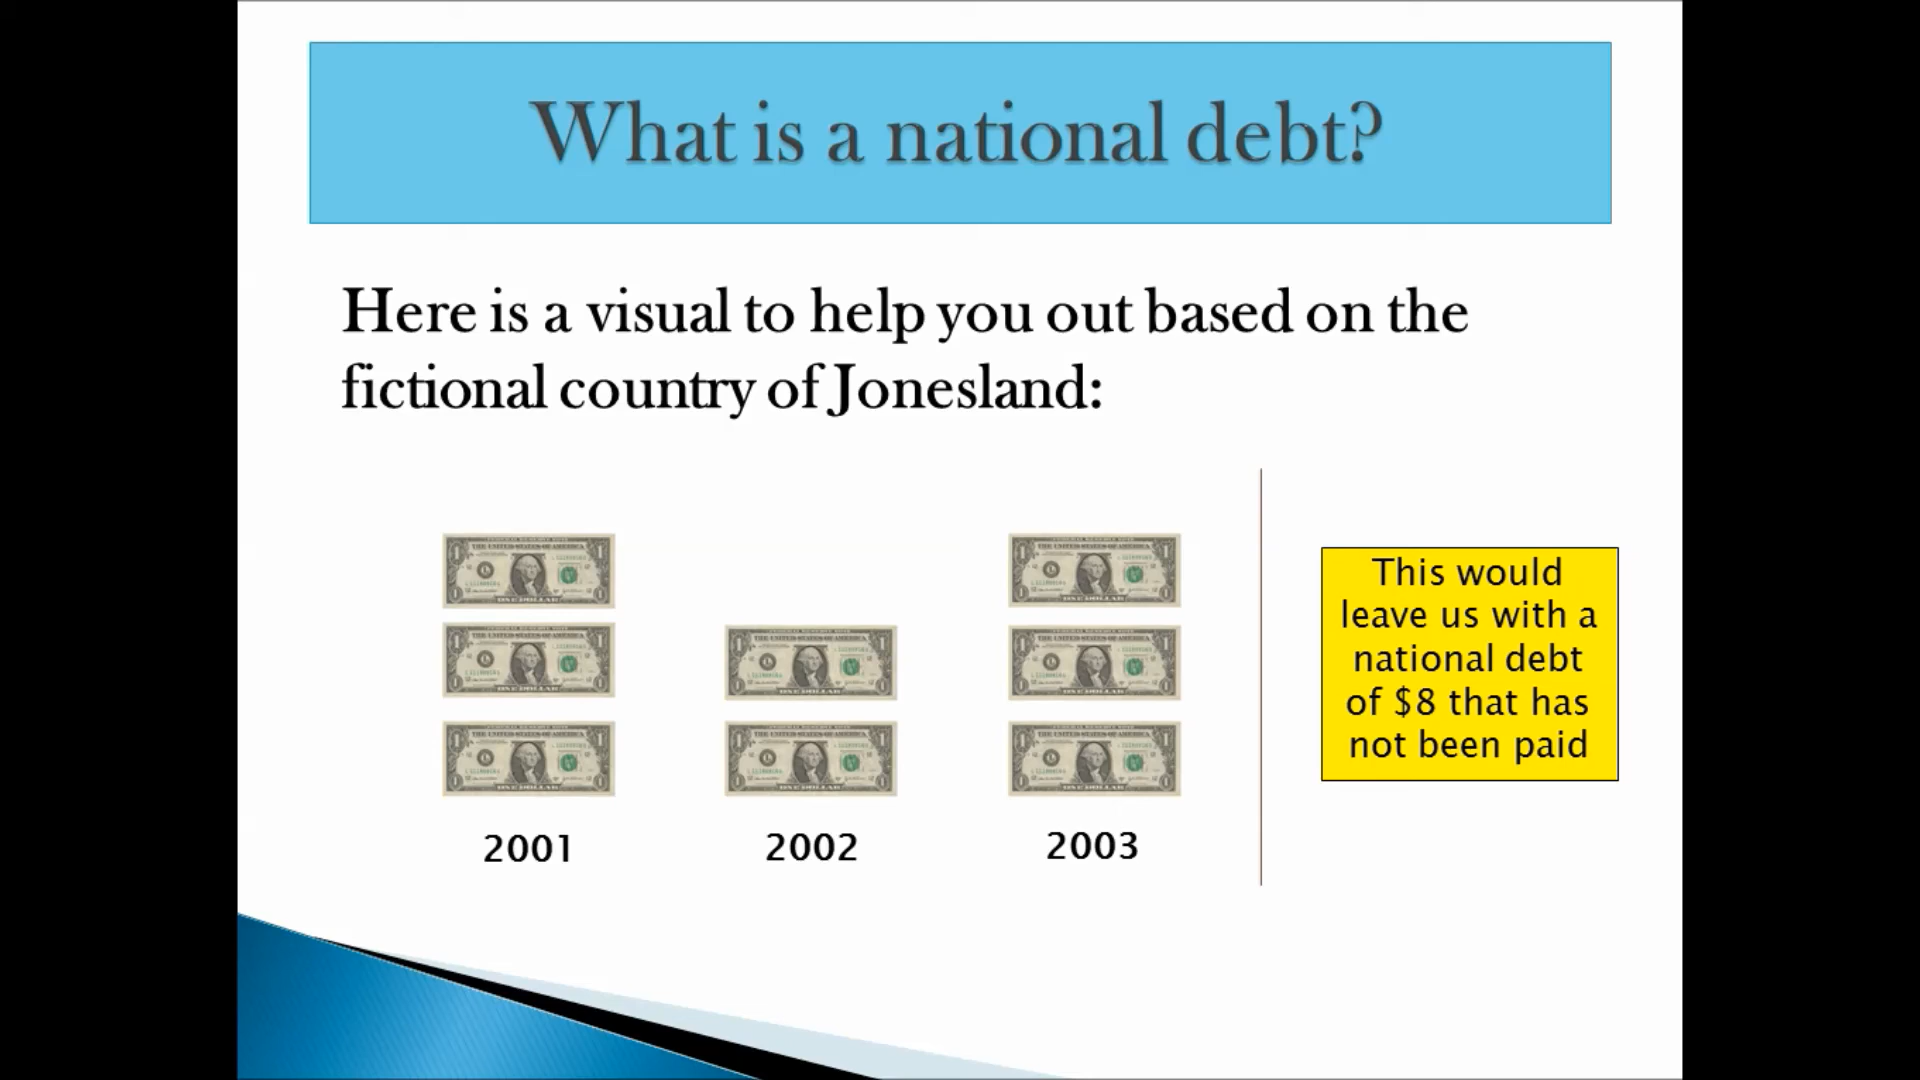 What is a national debt?
Here is a visual to help you out based on the
fictional country of Jonesland:
This would
leave us with a
national debt
of $8 that has
not been paid
2001
2002
2003